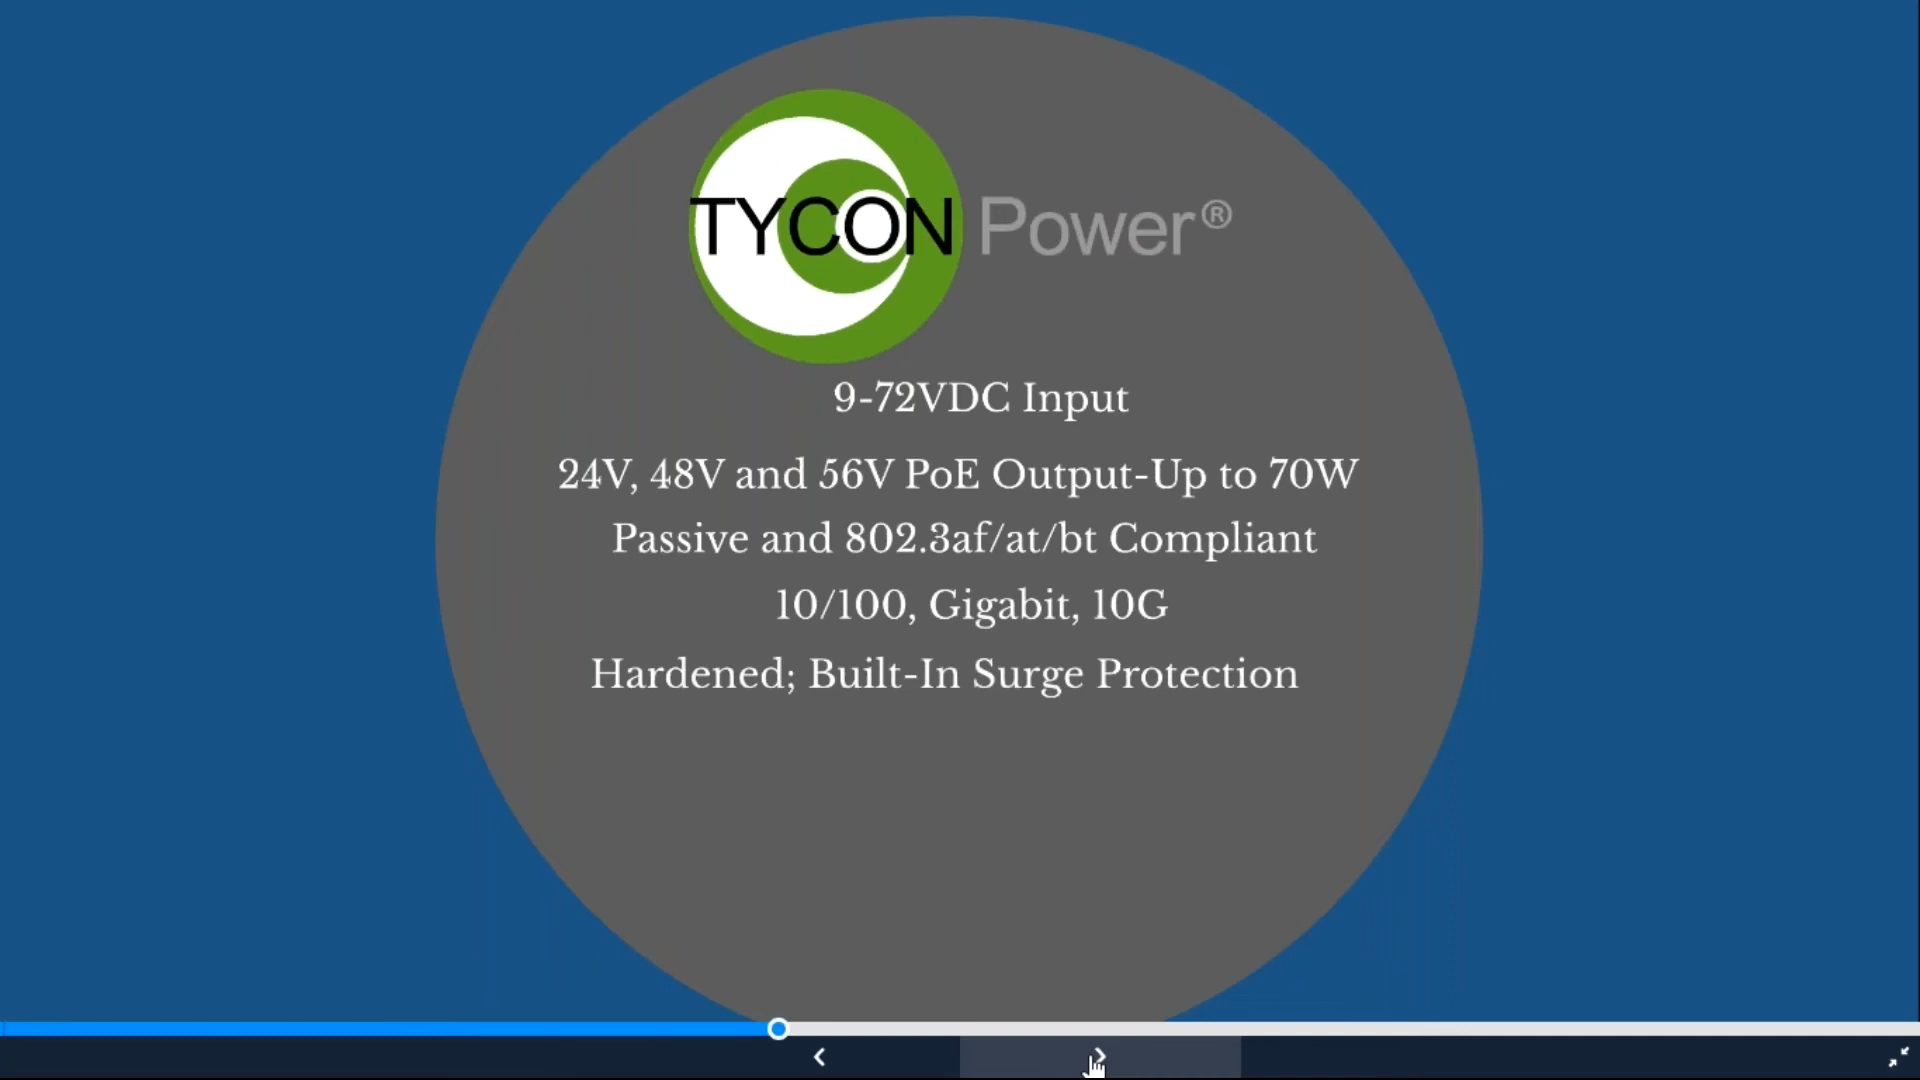 TYCON Power®
9-72VDC Input
24V, 48V and 56V PoE Output-Up to 70W
Passive and 802.3af/at/bt Compliant
10/100, Gigabit, 10G
Hardened; Built-In Surge Protection